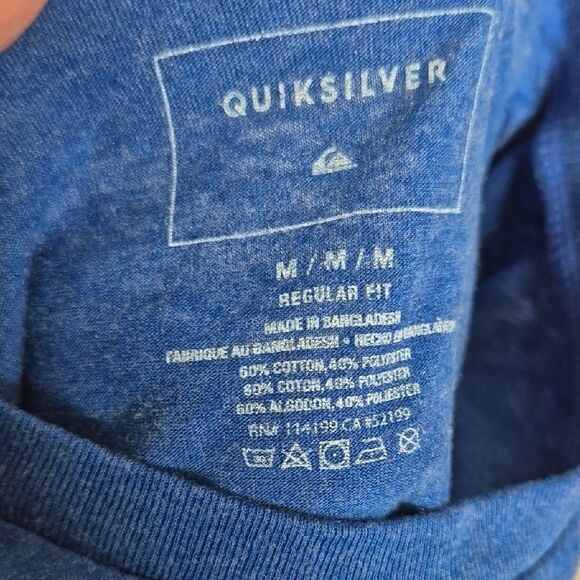 QUIKSILVER
M / M / M
REGULAR FIT
MADE IN BANGLADESH
FABRIQUE AU BANGLADESH • HECHO EN BANGLADESH
60% COTTON, 40% POLYESTER
60% COTON, 40% POLYESTER
60% ALGODON, 40% POLIESTER
RN# 114199 CA #52199
30